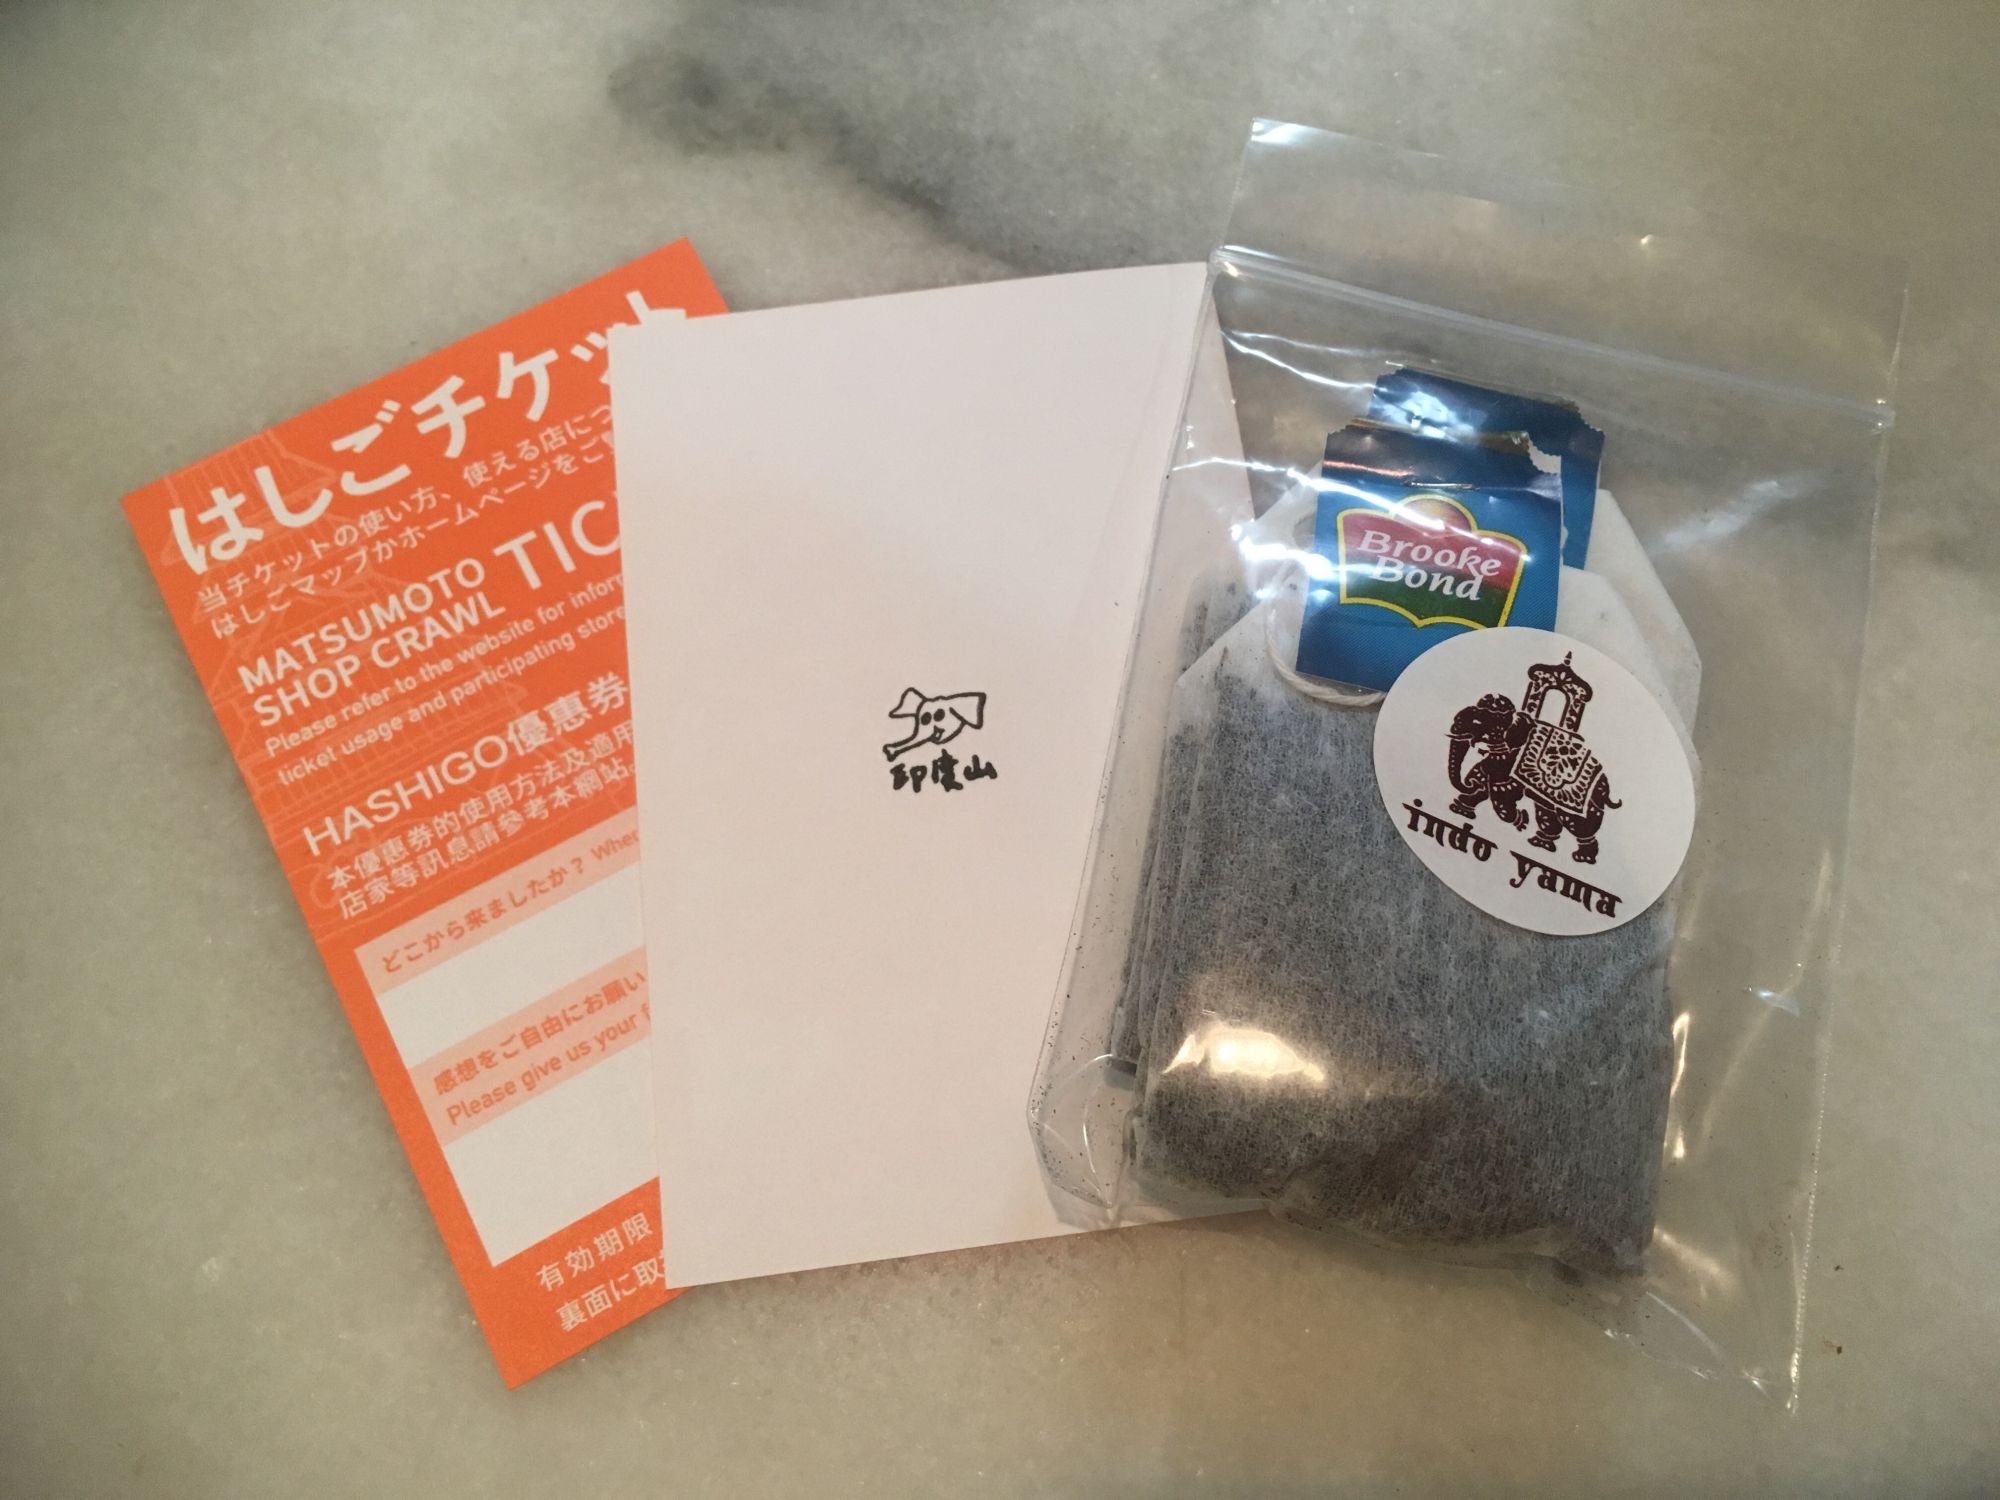 はしごチケット
当チケットの使い方、使える店につ
はしごマップかホームページをご
MATSUMOTO
SHOP CRAWL
TIC
Please refer to the website for inform
ticket usage and participating store
HASHIGO優惠券
本優惠券的使用方法及適用
店家等訊息請參考本網站。
どこから来ましたか? Whe
感想をご自由にお願い
Please give us your f
有効期限
裏面に取
印度山
Brooke
Bond
indo yama